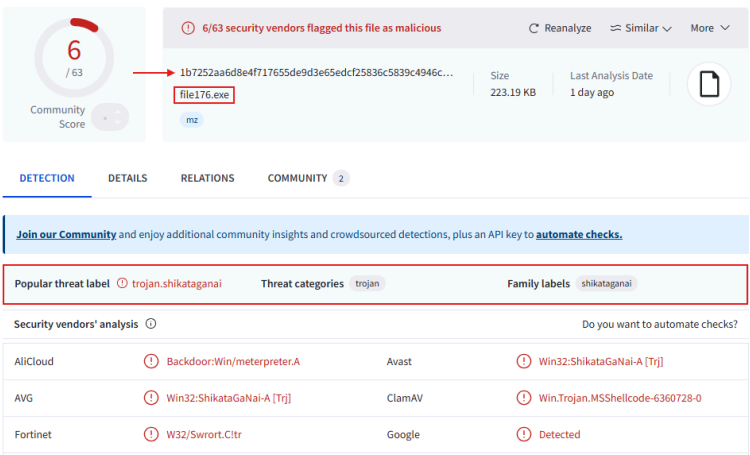 6
/ 63
Community
Score
6/63 security vendors flagged this file as malicious
Reanalyze
Similar
More
1b7252aa6d8e4f717655de9d3e65edcf25836c5839c4946c...
file176.exe
mz
Size
223.19 KB
Last Analysis Date
1 day ago
DETECTION DETAILS RELATIONS COMMUNITY 2
Join our Community and enjoy additional community insights and crowdsourced detections, plus an API key to automate checks.
Popular threat label trojan.shikataganai Threat categories trojan Family labels shikataganai
Security vendors' analysis Do you want to automate checks?
AliCloud Backdoor:Win/meterpreter.A Avast Win32:ShikataGaNai-A [Trj]
AVG Win32:ShikataGaNai-A [Trj] ClamAV Win.Trojan.MSShellcode-6360728-0
Fortinet W32/Swrort.C!tr Google Detected